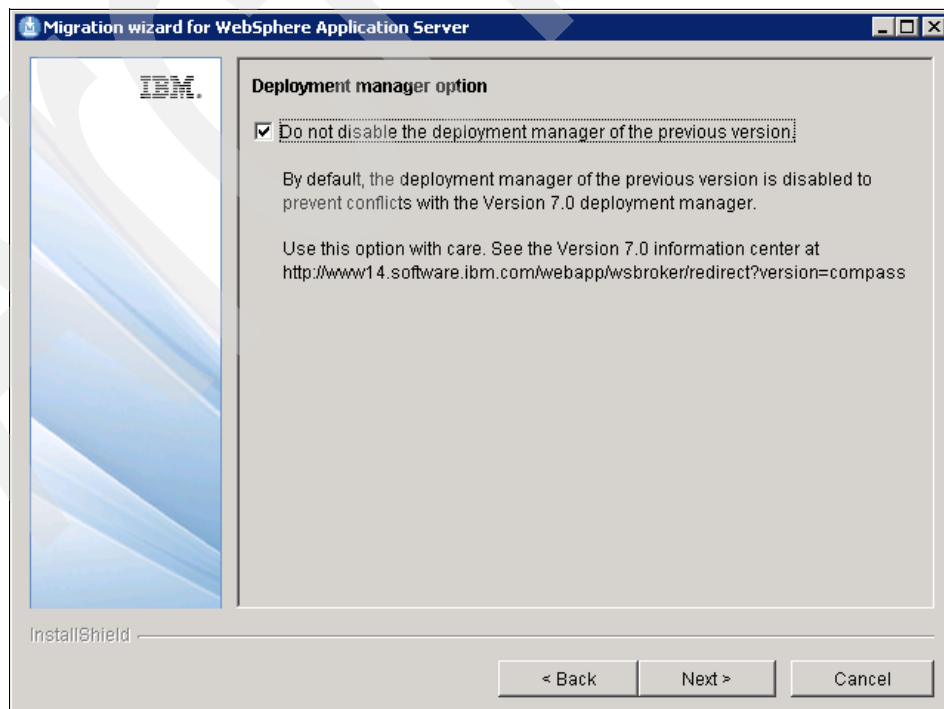 Migration wizard for WebSphere Application Server
IBM.
Deployment manager option
Do not disable the deployment manager of the previous version.
By default, the deployment manager of the previous version is disabled to
prevent conflicts with the Version 7.0 deployment manager.
Use this option with care. See the Version 7.0 information center at
http://www14.software.ibm.com/webapp/wsbroker/redirect?version=compass
InstallShield
< Back
Next >
Cancel